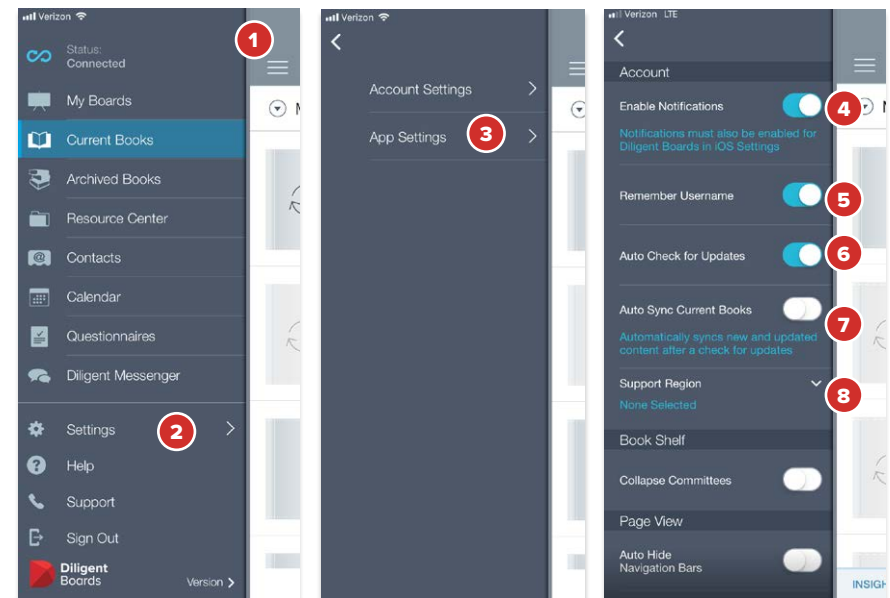 Verizon
1
Status:
Connected
My Boards
Current Books
Archived Books
Resource Center
Contacts
Calendar
Questionnaires
Diligent Messenger
Settings
2
Help
Support
Sign Out
Diligent
Boards
Version
Verizon
Account Settings
App Settings
3
Verizon LTE
Account
Enable Notifications
4
Notifications must also be enabled for
Diligent Boards in iOS Settings
Remember Username
5
Auto Check for Updates
6
Auto Sync Current Books
7
Automatically syncs new and updated
content after a check for updates
Support Region
8
None Selected
Book Shelf
Collapse Committees
Page View
Auto Hide
Navigation Bars